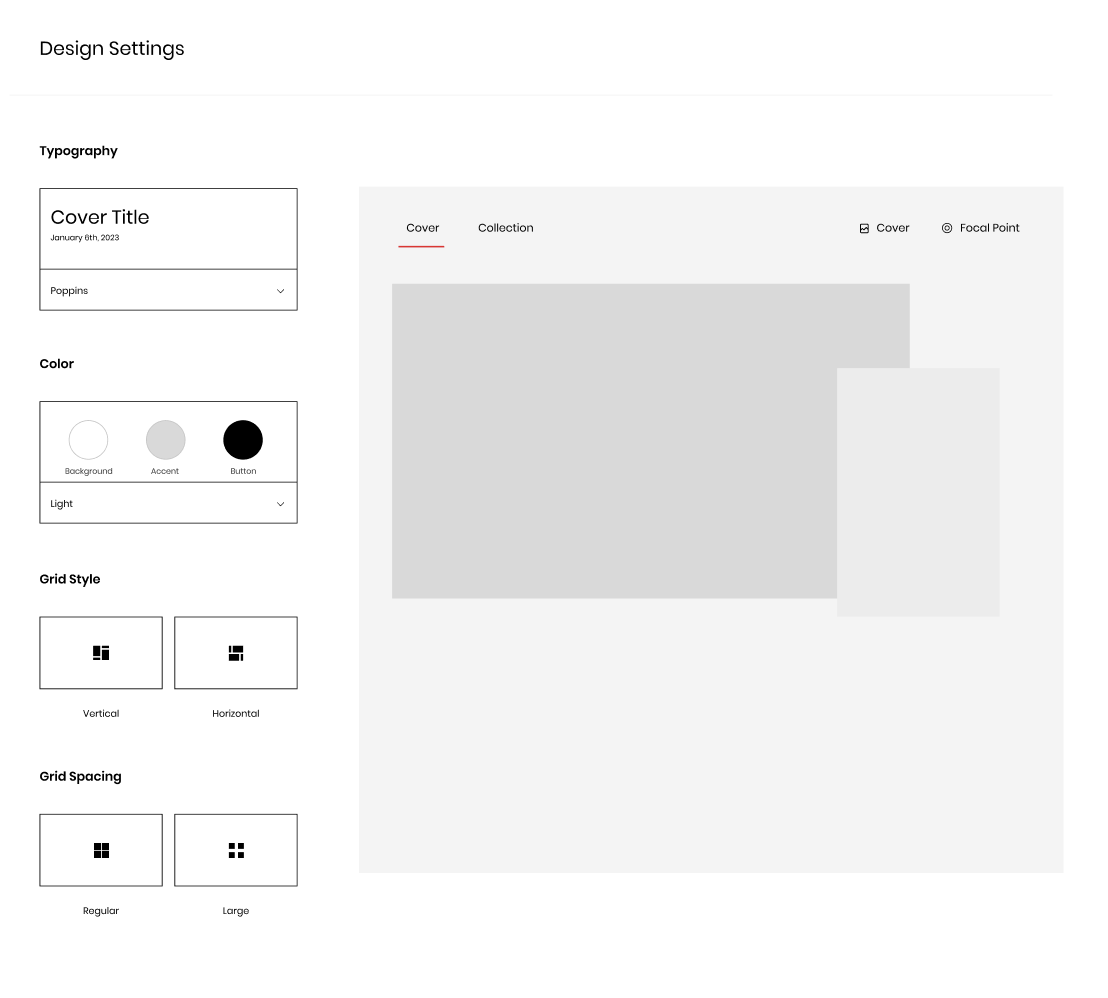 Design Settings
Typography
Cover Title
January 6th, 2023
Poppins
Color
Background Accent Button
Light
Grid Style
Vertical Horizontal
Grid Spacing
Regular Large
Cover Collection Cover Focal Point